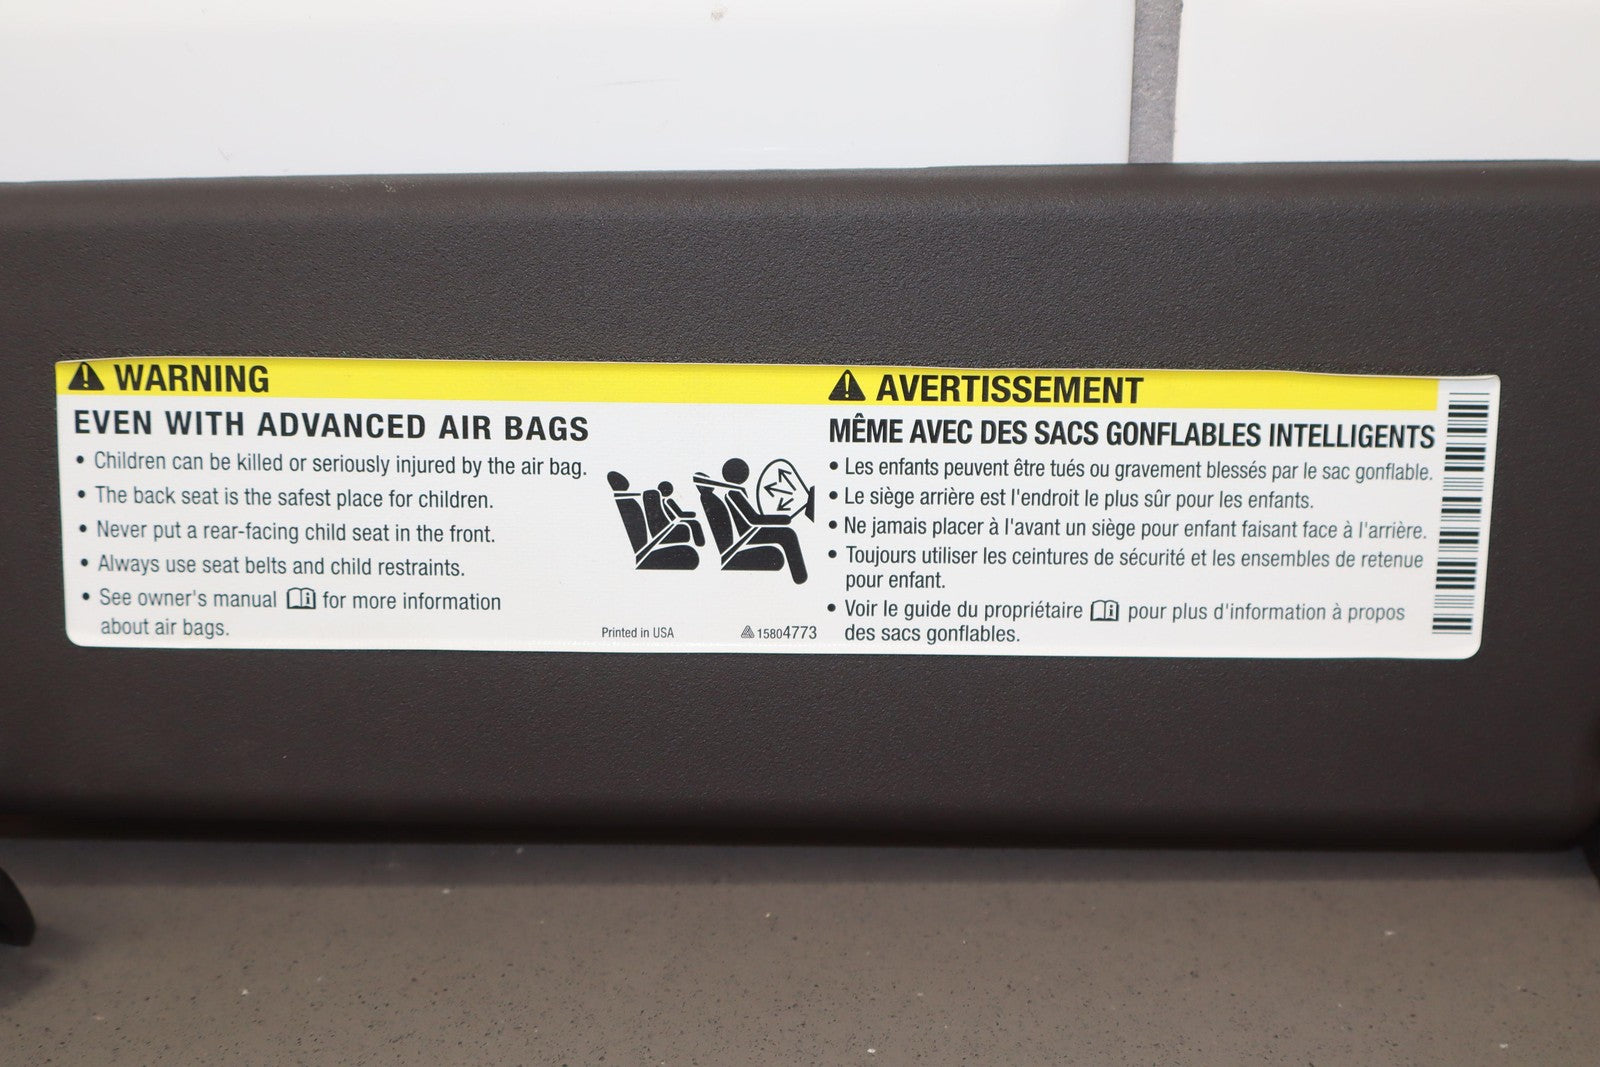 WARNING
EVEN WITH ADVANCED AIR BAGS
• Children can be killed or seriously injured by the air bag.
• The back seat is the safest place for children.
• Never put a rear-facing child seat in the front.
• Always use seat belts and child restraints.
• See owner's manual for more information
about air bags.
Printed in USA
15804773
AVERTISSEMENT
MÊME AVEC DES SACS GONFLABLES INTELLIGENTS
• Les enfants peuvent être tués ou gravement blessés par le sac gonflable.
• Le siège arrière est l'endroit le plus sûr pour les enfants.
• Ne jamais placer à l'avant un siège pour enfant faisant face à l'arrière.
• Toujours utiliser les ceintures de sécurité et les ensembles de retenue
pour enfant.
• Voir le guide du propriétaire pour plus d'information à propos
des sacs gonflables.